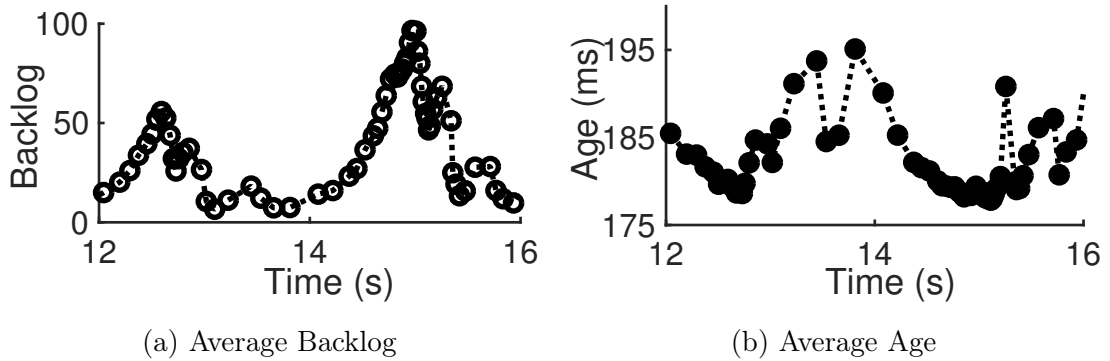 100
50
0
Backlog
12 14 16
Time (s)
(a) Average Backlog
195
185
175
Age (ms)
12 14 16
Time (s)
(b) Average Age